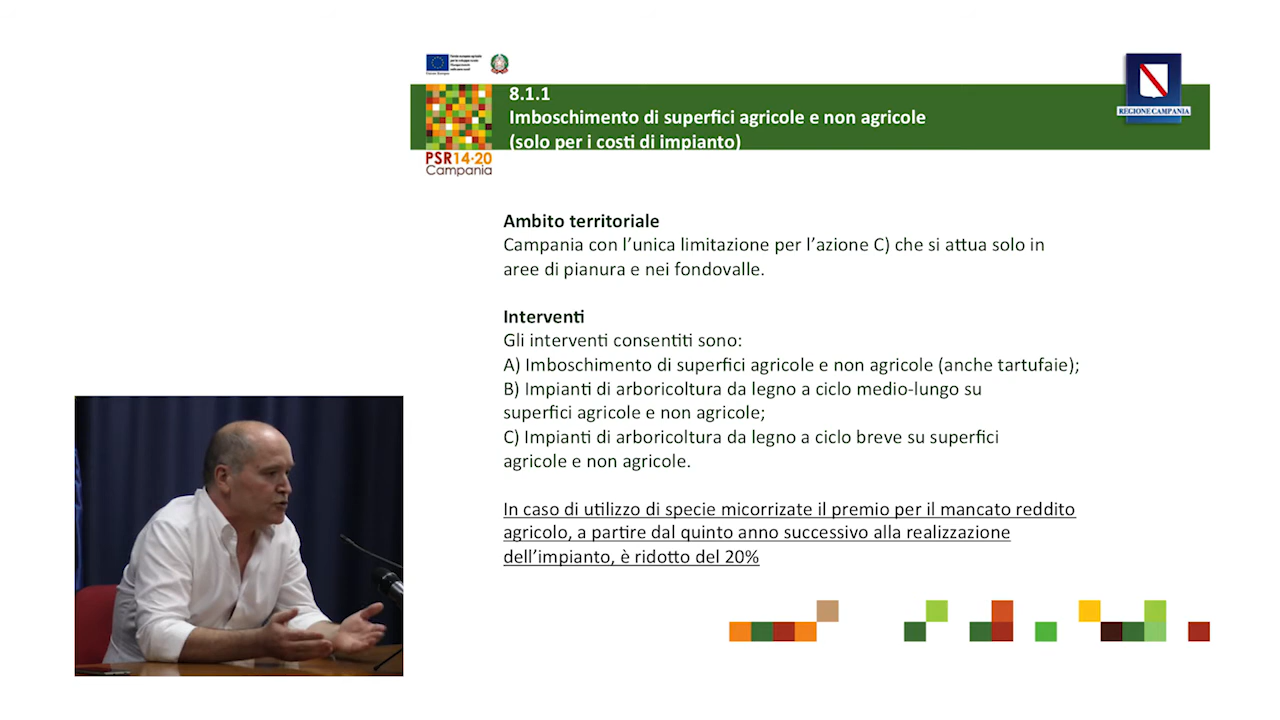 8.1.1
Imboschimento di superfici agricole e non agricole
(solo per i costi di impianto)
REGIONE CAMPANIA
PSR14·20
Campania
Ambito territoriale
Campania con l'unica limitazione per l'azione C) che si attua solo in
aree di pianura e nei fondovalle.
Interventi
Gli interventi consentiti sono:
A) Imboschimento di superfici agricole e non agricole (anche tartufaie);
B) Impianti di arboricoltura da legno a ciclo medio-lungo su
superfici agricole e non agricole;
C) Impianti di arboricoltura da legno a ciclo breve su superfici
agricole e non agricole.
In caso di utilizzo di specie micorrizate il premio per il mancato reddito
agricolo, a partire dal quinto anno successivo alla realizzazione
dell'impianto, è ridotto del 20%